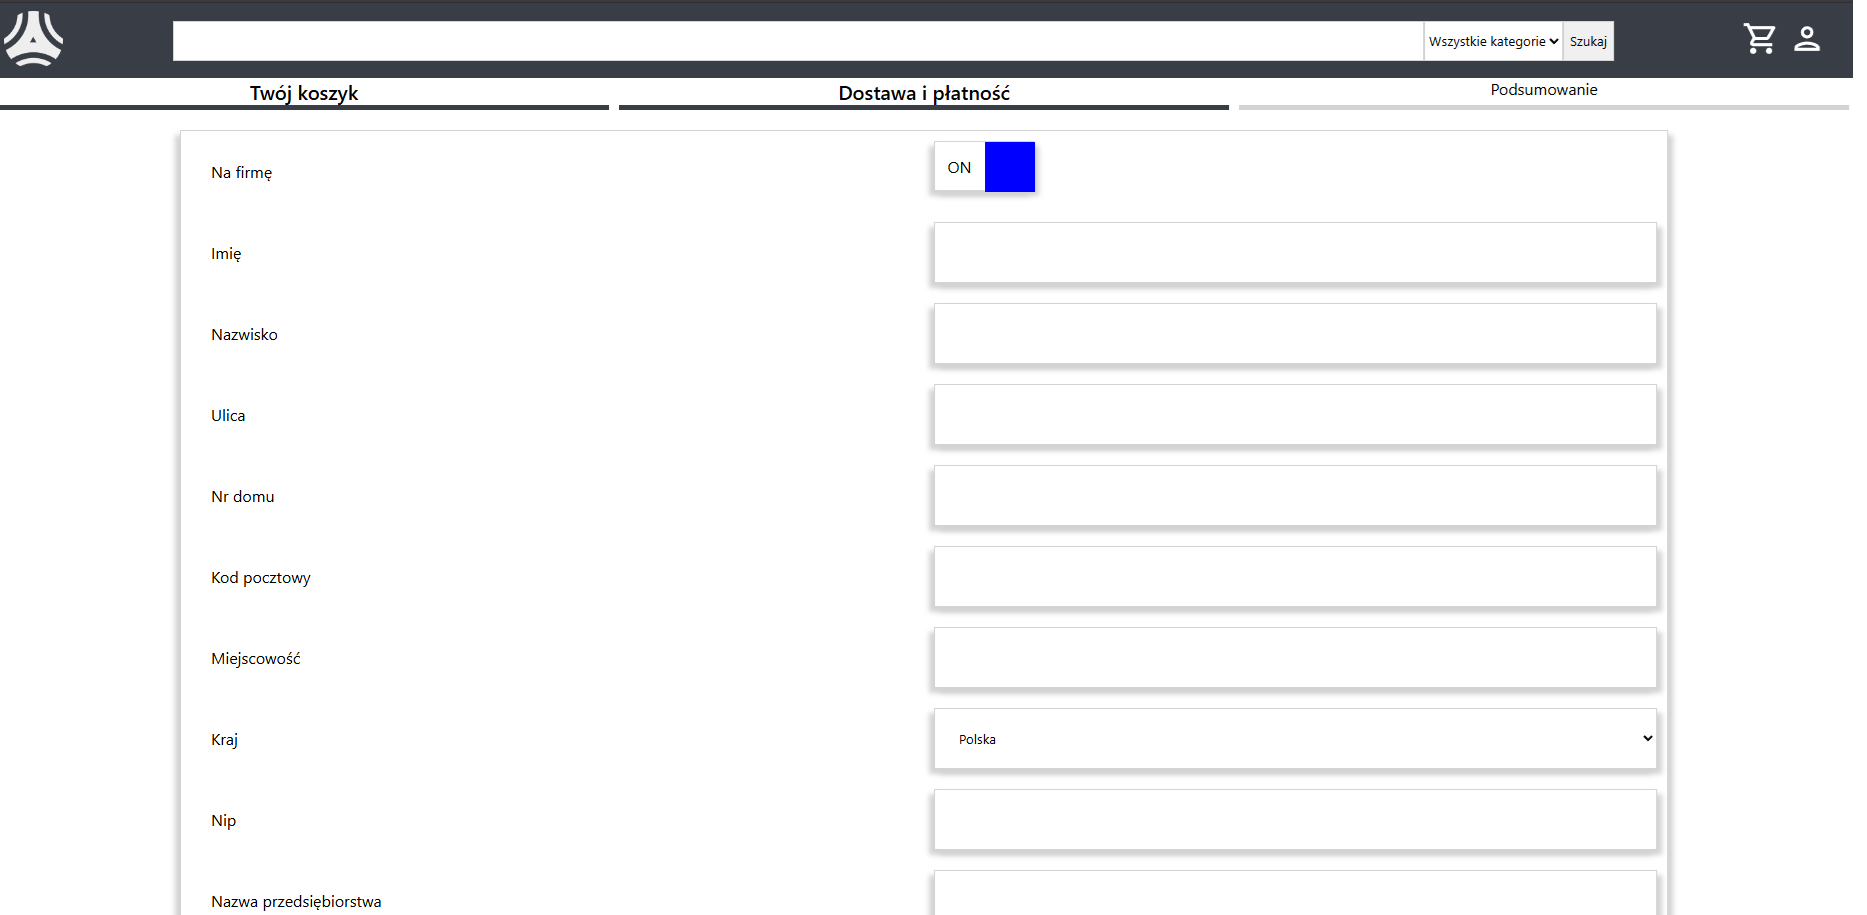 Wszystkie kategorie Szukaj
Twój koszyk Dostawa i płatność Podsumowanie
Na firmę ON
Imię
Nazwisko
Ulica
Nr domu
Kod pocztowy
Miejscowość
Kraj Polska
Nip
Nazwa przedsiębiorstwa